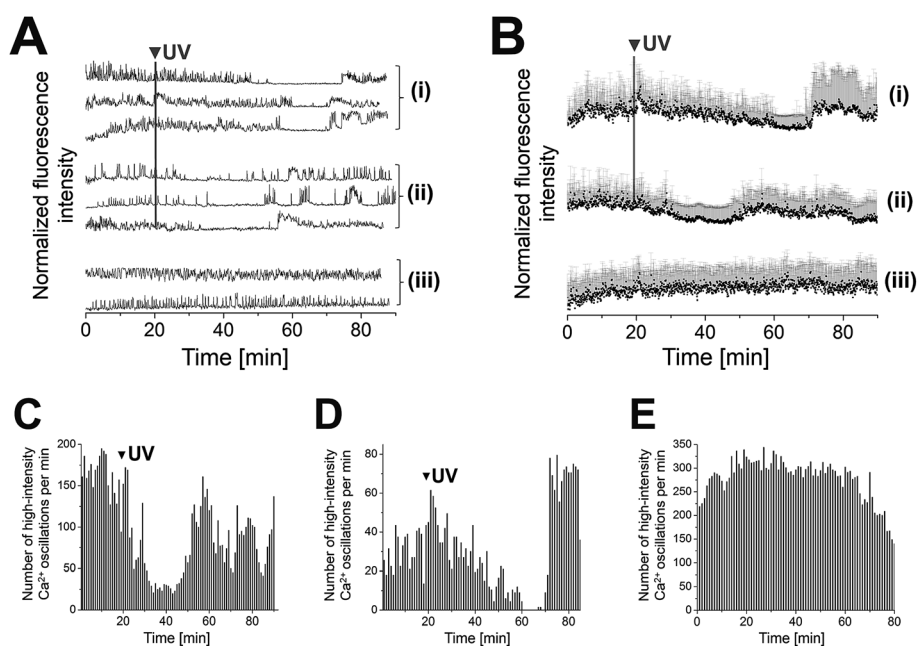 A
▼UV
Normalized fluorescence
intensity
(i)
(ii)
(iii)
0 20 40 60 80
Time [min]
B
▼UV
Normalized fluorescence
intensity
(i)
(ii)
(iii)
0 20 40 60 80
Time [min]
C
▼UV
Number of high-intensity
Ca²⁺ oscillations per min
200
150
100
50
0
20 40 60 80
Time [min]
D
▼UV
Number of high-intensity
Ca²⁺ oscillations per min
80
60
40
20
0
0 20 40 60 80
Time [min]
E
Number of high-intensity
Ca²⁺ oscillations per min
350
300
250
200
150
100
50
0
0 20 40 60 80
Time [min]